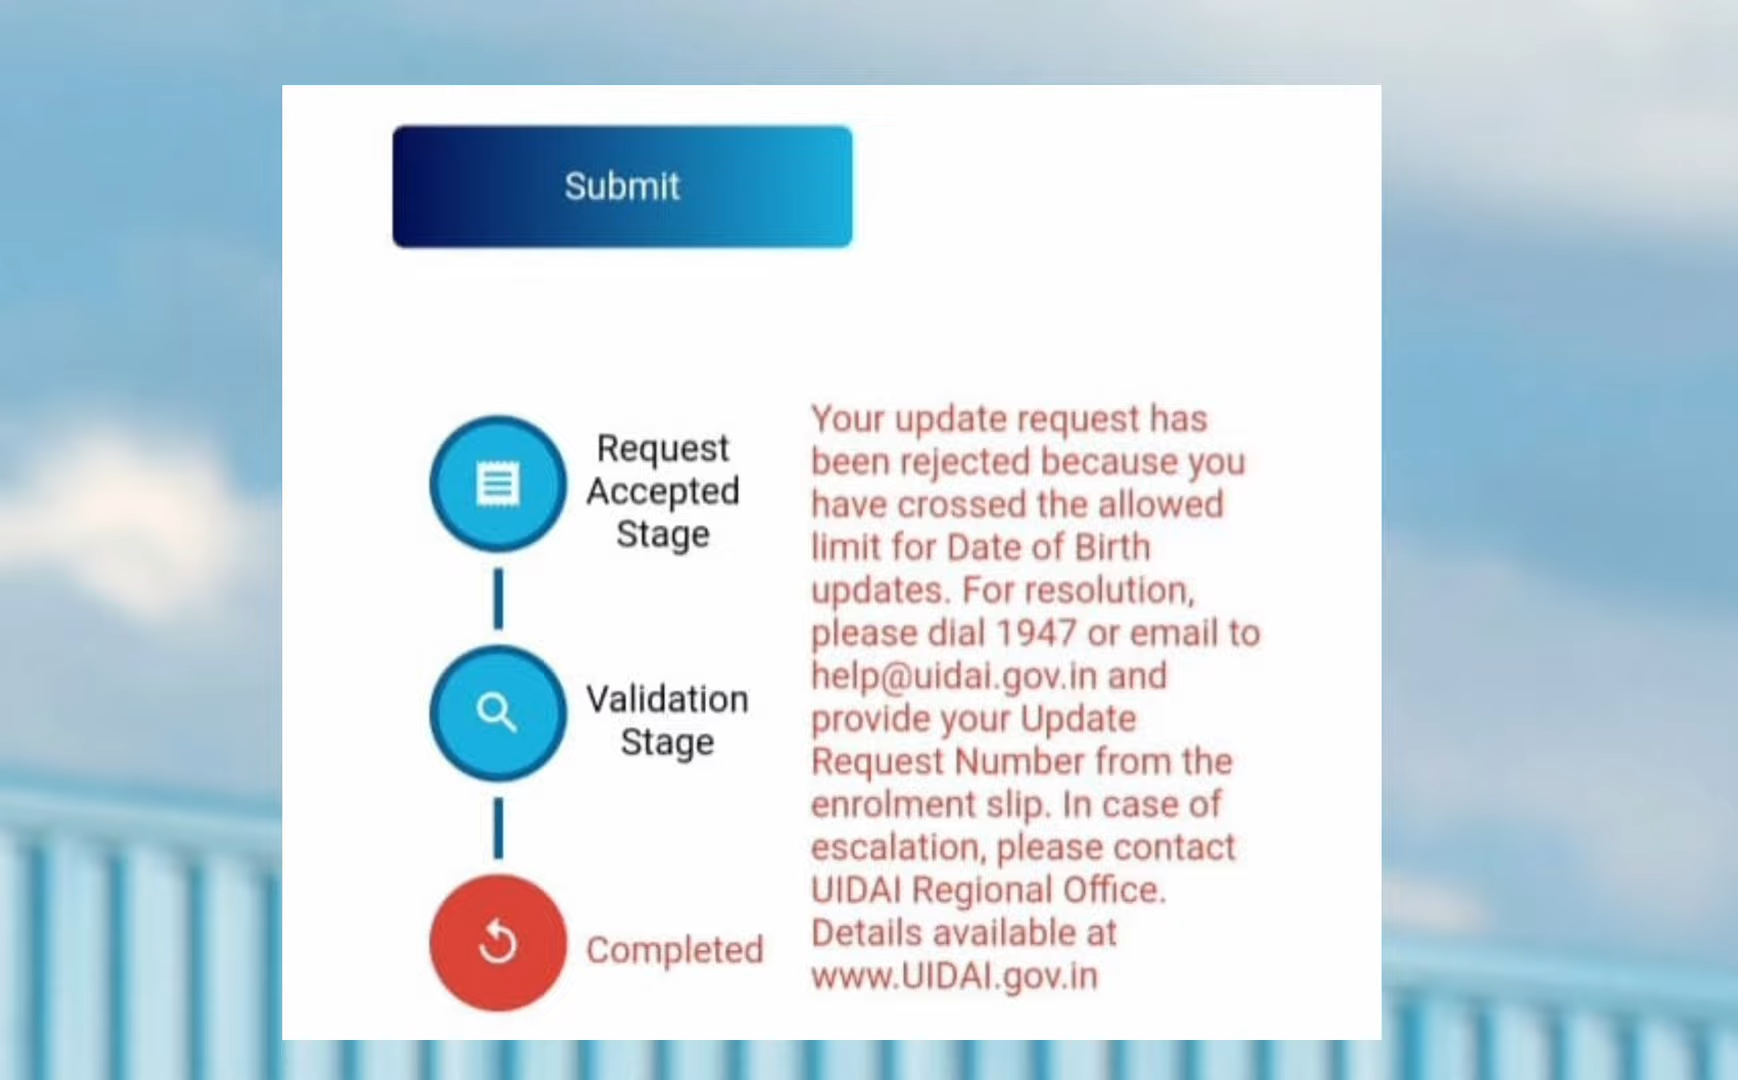 Submit
Request
Accepted
Stage
Validation
Stage
Completed
Your update request has
been rejected because you
have crossed the allowed
limit for Date of Birth
updates. For resolution,
please dial 1947 or email to
help@uidai.gov.in and
provide your Update
Request Number from the
enrolment slip. In case of
escalation, please contact
UIDAI Regional Office.
Details available at
www.UIDAI.gov.in